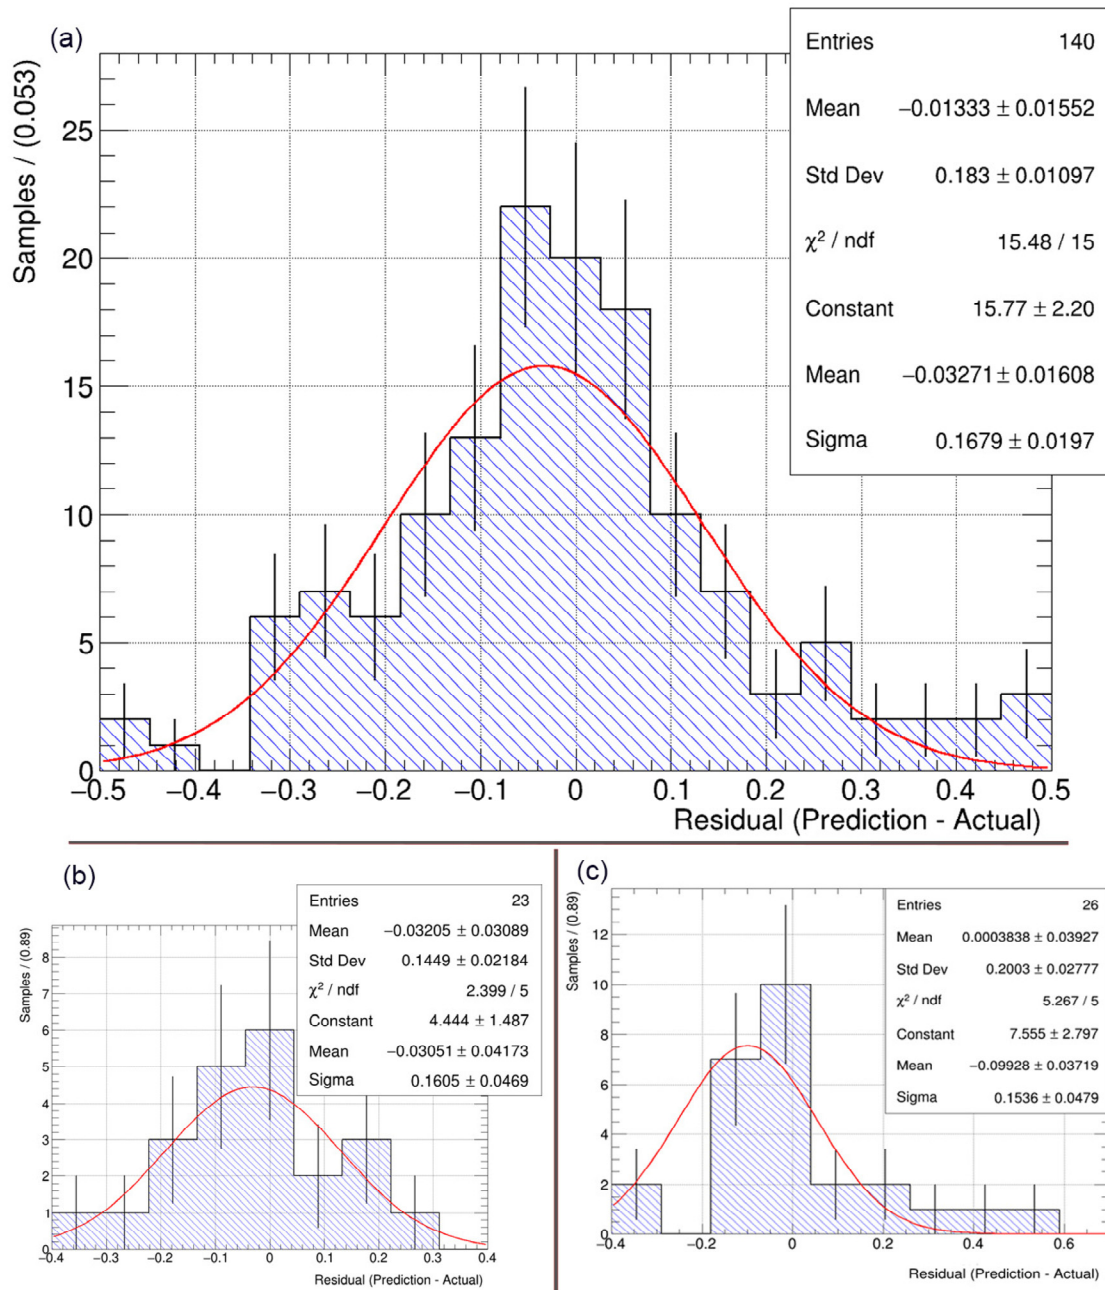 (a)
Entries 140
Mean −0.01333 ± 0.01552
Std Dev 0.183 ± 0.01097
χ² / ndf 15.48 / 15
Constant 15.77 ± 2.20
Mean −0.03271 ± 0.01608
Sigma 0.1679 ± 0.0197
Samples / (0.053)
25
20
15
10
5
0
−0.5 −0.4 −0.3 −0.2 −0.1 0 0.1 0.2 0.3 0.4 0.5
Residual (Prediction - Actual)
(b)
Entries 23
Mean −0.03205 ± 0.03089
Std Dev 0.1449 ± 0.02184
χ² / ndf 2.399 / 5
Constant 4.444 ± 1.487
Mean −0.03051 ± 0.04173
Sigma 0.1605 ± 0.0469
Samples / (0.89)
8
7
6
5
4
3
2
1
0
−0.4 −0.3 −0.2 −0.1 0 0.1 0.2 0.3 0.4
Residual (Prediction - Actual)
(c)
Entries 26
Mean 0.0003838 ± 0.03927
Std Dev 0.2003 ± 0.02777
χ² / ndf 5.267 / 5
Constant 7.555 ± 2.797
Mean −0.09928 ± 0.03719
Sigma 0.1536 ± 0.0479
Samples / (0.89)
12
10
8
6
4
2
0
−0.4 −0.2 0 0.2 0.4 0.6
Residual (Prediction - Actual)